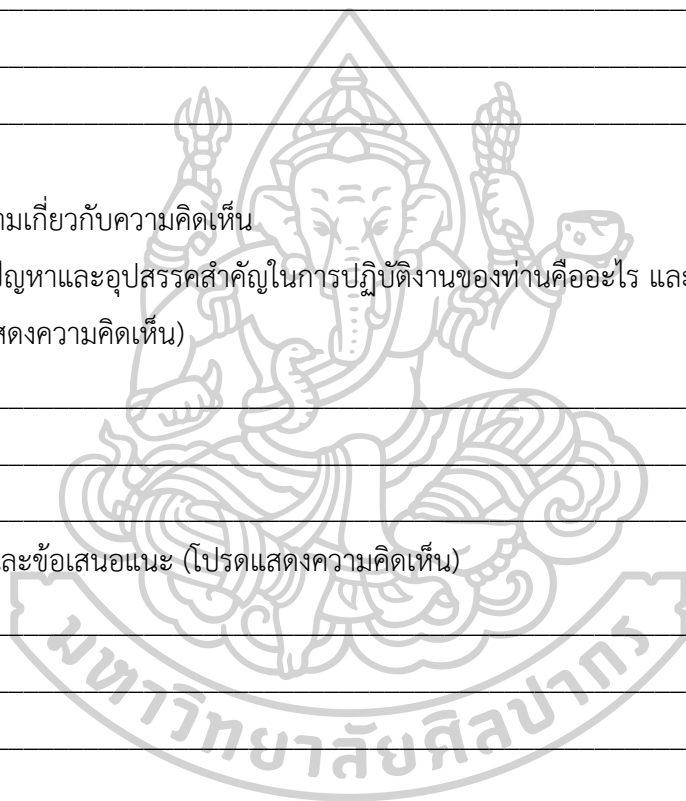 ามเกี่ยวกับความคิดเห็น
ปัญหาและอุปสรรคสำคัญในการปฏิบัติงานของท่านคืออะไร และ
สดงความคิดเห็น)
ละข้อเสนอแนะ (โปรดแสดงความคิดเห็น)
มหาวิทยาลัยศิลปากร